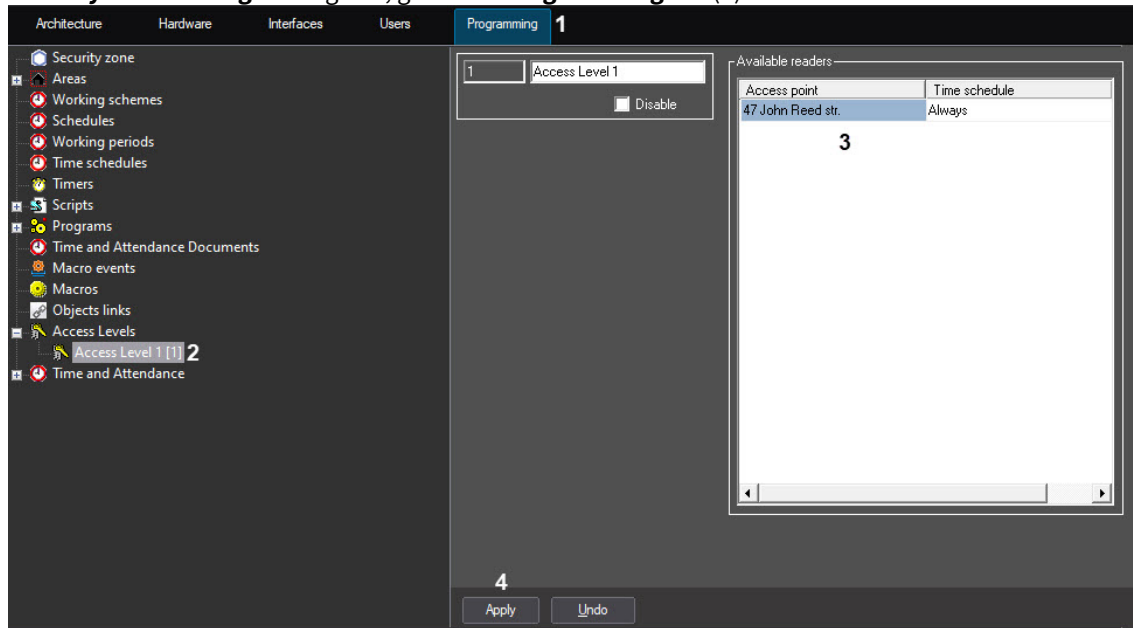 Architecture Hardware Interfaces Users Programming 1
Security zone
Areas
Working schemes
Schedules
Working periods
Time schedules
Timers
Scripts
Programs
Time and Attendance Documents
Macro events
Macros
Objects links
Access Levels
Access Level 1 [1] 2
Time and Attendance
1 Access Level 1
Disable
Available readers
Access point Time schedule
47 John Reed str. Always
3
4
Apply Undo